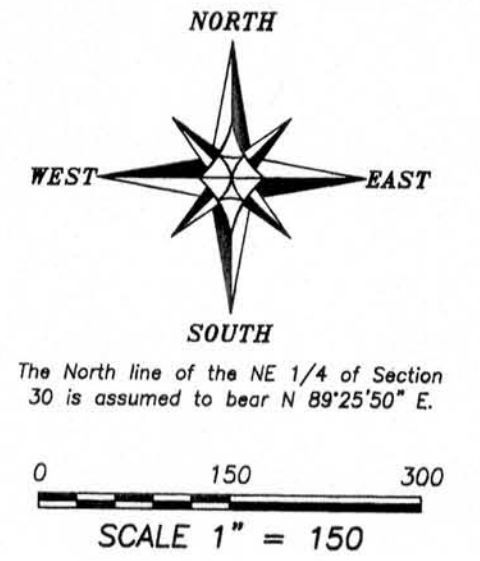 NORTH
WEST EAST
SOUTH
The North line of the NE 1/4 of Section
30 is assumed to bear N 89°25'50" E.
0 150 300
SCALE 1" = 150